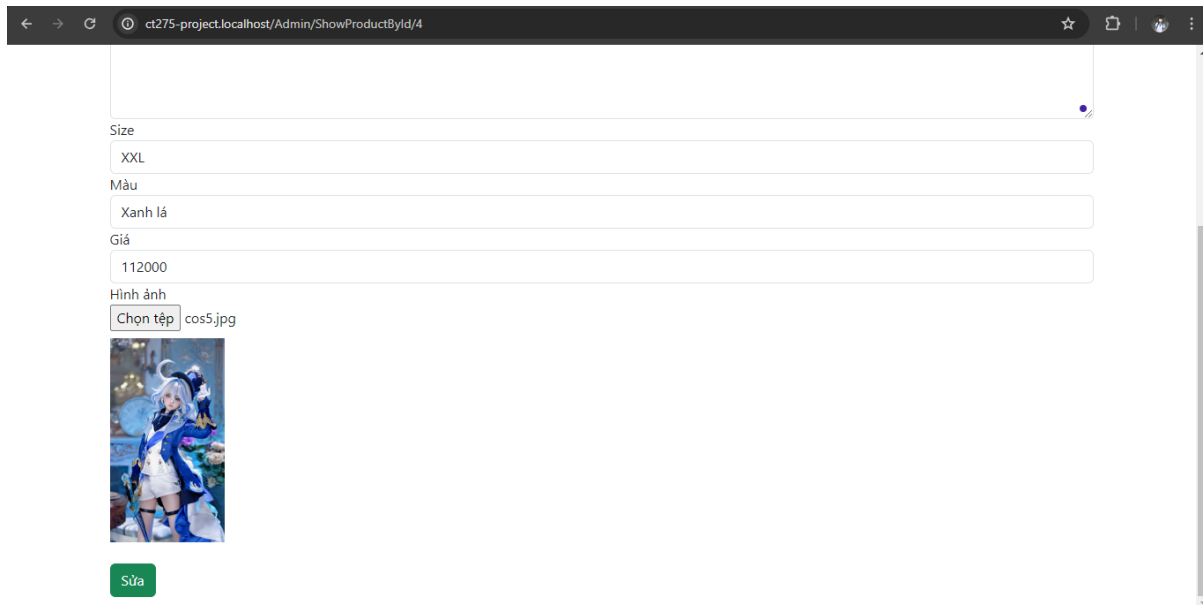 ct275-project.localhost/Admin/ShowProductById/4
Size
XXL
Màu
Xanh lá
Giá
112000
Hình ảnh
Chọn tệp cos5.jpg
Sửa